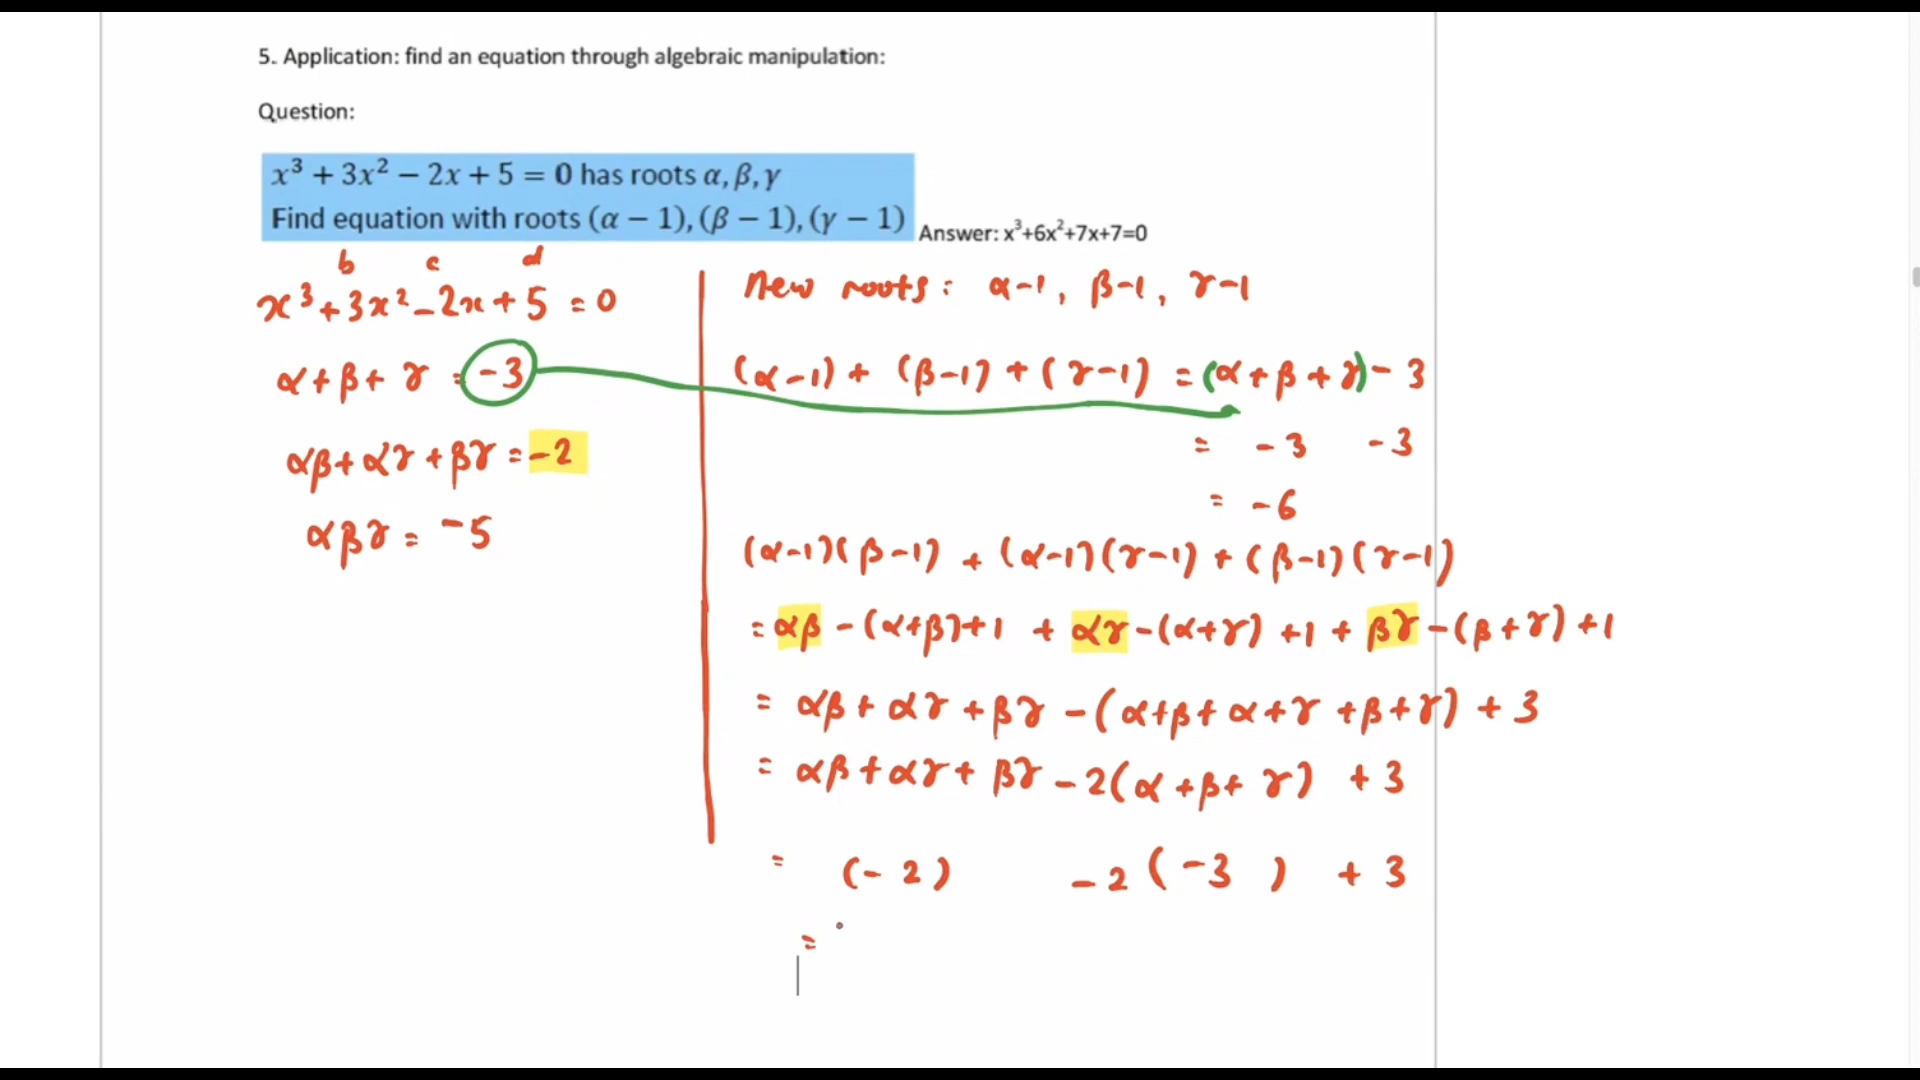 5. Application: find an equation through algebraic manipulation:
Question:
x³ + 3x² − 2x + 5 = 0 has roots α, β, γ
Find equation with roots (α − 1), (β − 1), (γ − 1)
Answer: x³+6x²+7x+7=0
b c d
x³+3x²-2x+5=0
α+β+γ=-3
αβ+αγ+βγ=-2
αβγ=-5
New roots: α-1, β-1, γ-1
(α-1)+(β-1)+(γ-1)=(α+β+γ)-3
= -3 -3
= -6
(α-1)(β-1)+(α-1)(γ-1)+(β-1)(γ-1)
=αβ-(α+β)+1+αγ-(α+γ)+1+βγ-(β+γ)+1
=αβ+αγ+βγ-(α+β+α+γ+β+γ)+3
=αβ+αγ+βγ-2(α+β+γ)+3
= (-2) -2(-3)+3
=